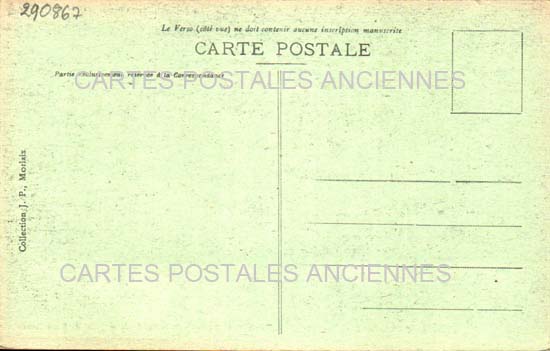 290867
Le Verso (côté vue) ne doit contenir aucune inscription manuscrite
CARTE POSTALE
Partie exclusivement réservée à la Correspondance
CARTES POSTALES ANCIENNES
Collection J. P., Morlaix
CARTES POSTALES ANCIENNES